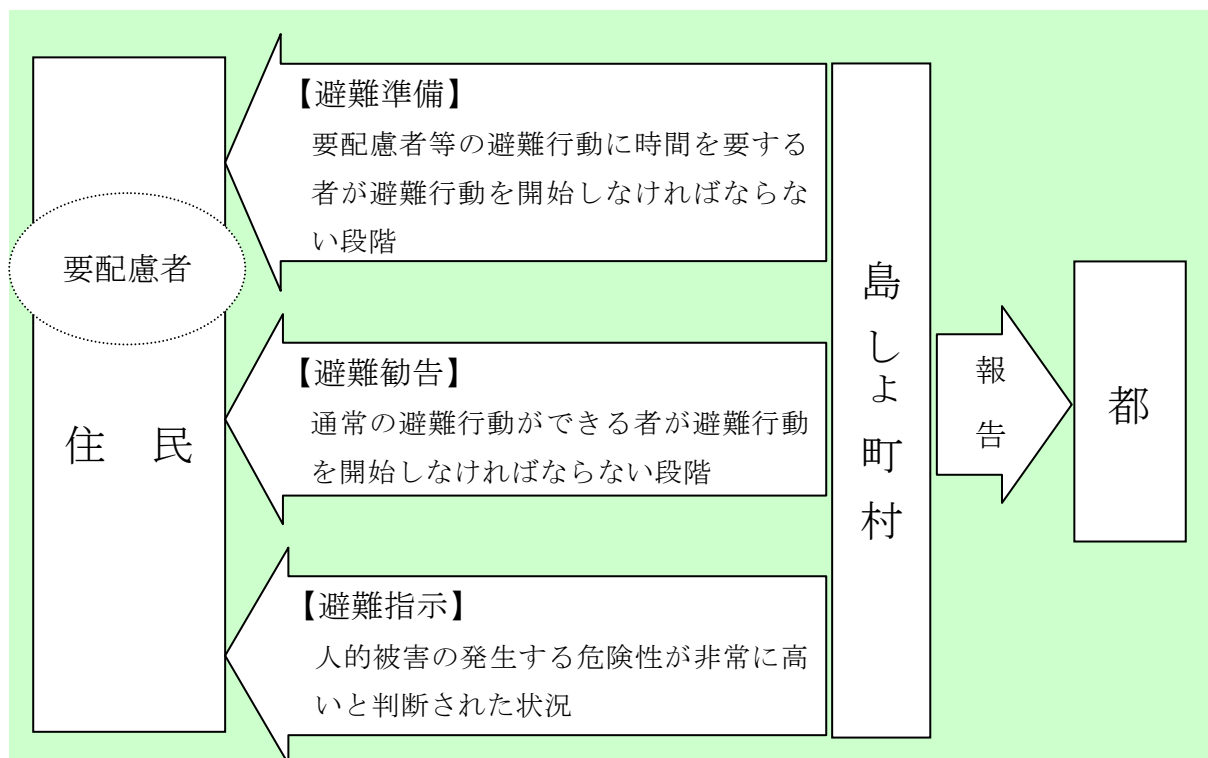 【避難準備】
要配慮者等の避難行動に時間を要する
者が避難行動を開始しなければならな
い段階
要配慮者
住 民
【避難勧告】
通常の避難行動ができる者が避難行動
を開始しなければならない段階
【避難指示】
人的被害の発生する危険性が非常に高
いと判断された状況
島しょ町村
報告
都